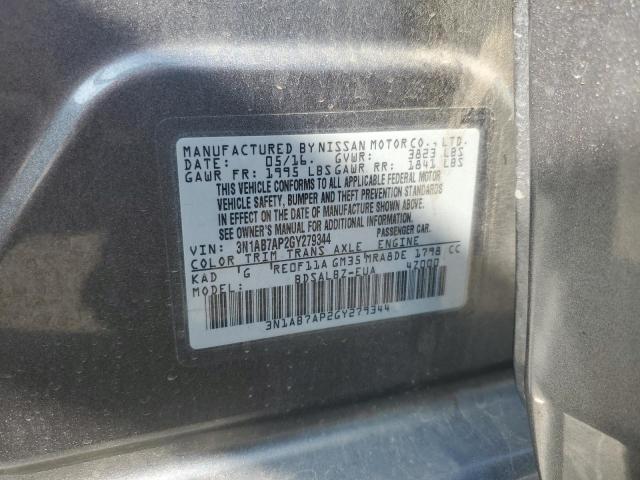 MANUFACTURED BY NISSAN MOTOR CO., LTD.
DATE: 05/16. GVWR: 3823 LBS
GAWR FR: 1995 LBS GAWR RR: 1841 LBS
THIS VEHICLE CONFORMS TO ALL APPLICABLE FEDERAL MOTOR
VEHICLE SAFETY, BUMPER AND THEFT PREVENTION STANDARDS
IN EFFECT ON THE DATE OF MANUFACTURE SHOWN ABOVE.
SEE OWNER'S MANUAL FOR ADDITIONAL INFORMATION.
VIN: 3N1AB7AP2GY279344 PASSENGER CAR.
COLOR TRIM TRANS AXLE ENGINE
KAD G RE0F11A GM35 MRA8DE 1798 CC
MODEL: BDSALBZ-EUA 47000
3N1AB7AP2GY279344